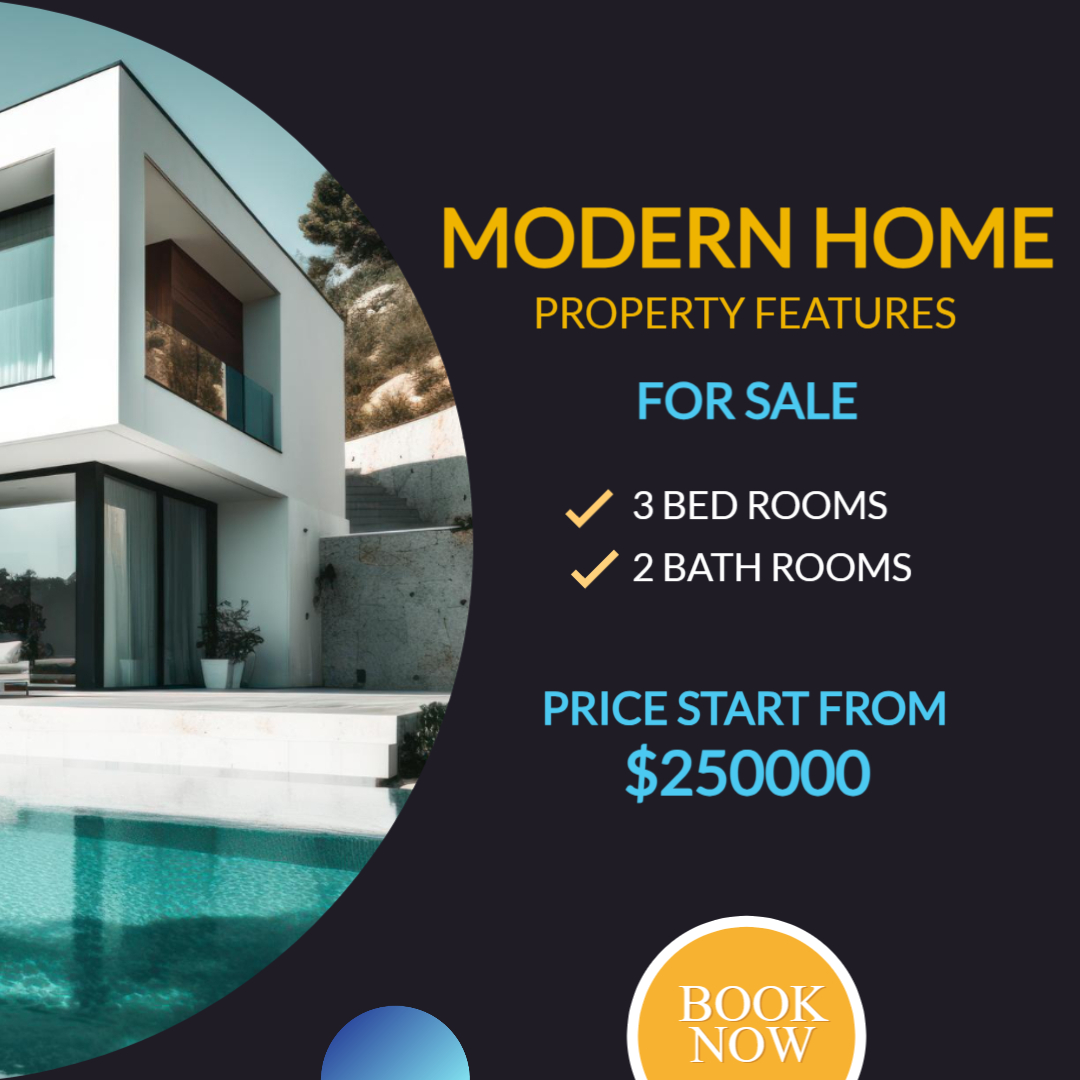 MODERN HOME
PROPERTY FEATURES
FOR SALE
3 BED ROOMS
2 BATH ROOMS
PRICE START FROM
$250000
BOOK
NOW